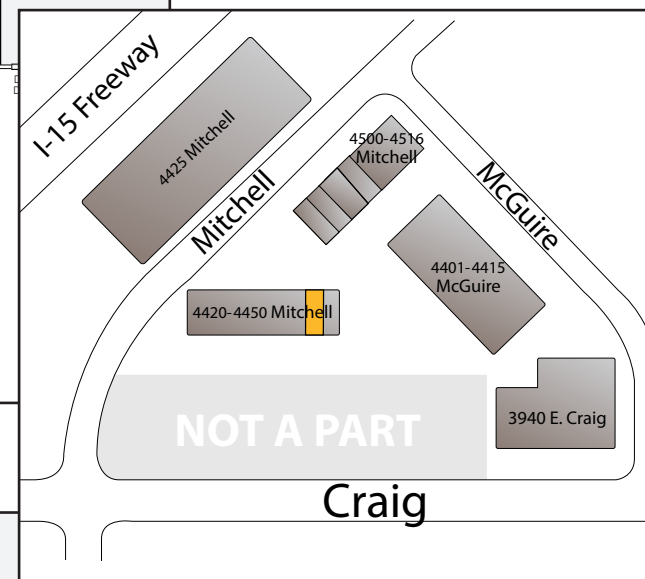 I-15 Freeway
4425 Mitchell
4500-4516
Mitchell
Mitchell
McGuire
4401-4415
McGuire
4420-4450 Mitchell
NOT A PART
3940 E. Craig
Craig